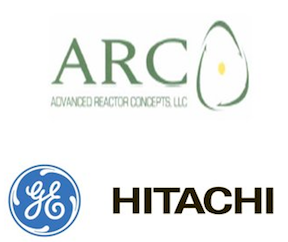 ARC
ADVANCED REACTOR CONCEPTS, LLC
GE HITACHI